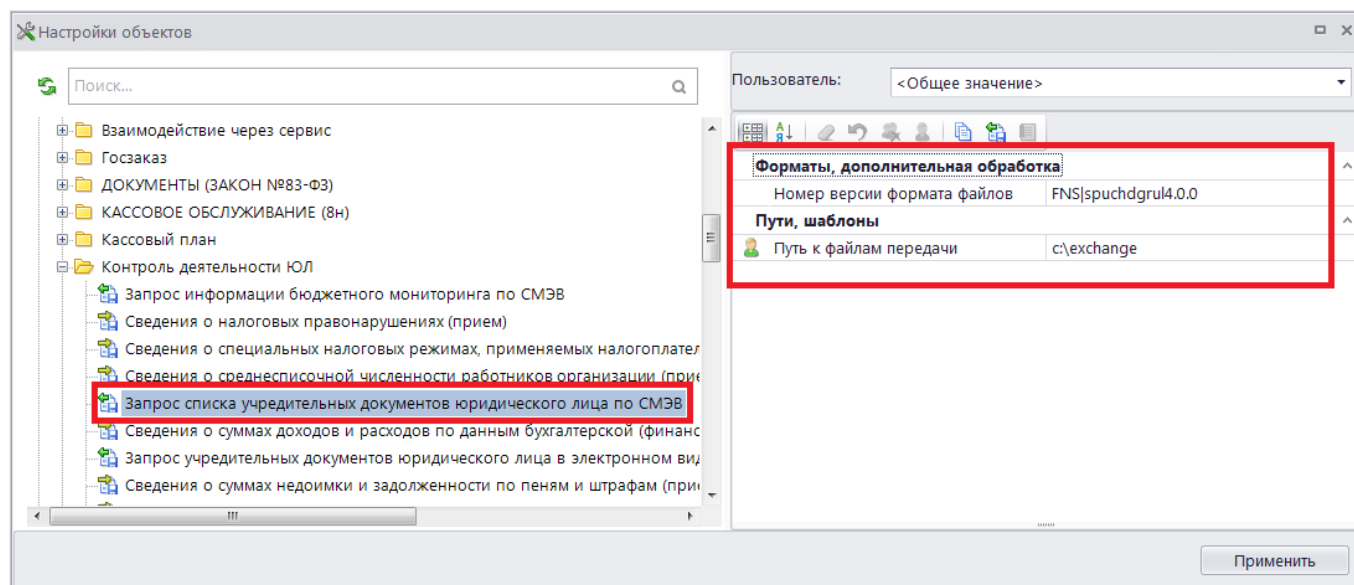 Настройки объектов
Поиск...
Взаимодействие через сервис
Госзаказ
ДОКУМЕНТЫ (ЗАКОН №83-ФЗ)
КАССОВОЕ ОБСЛУЖИВАНИЕ (8н)
Кассовый план
Контроль деятельности ЮЛ
Запрос информации бюджетного мониторинга по СМЭВ
Сведения о налоговых правонарушениях (прием)
Сведения о специальных налоговых режимах, применяемых налогоплател
Сведения о среднесписочной численности работников организации (прие
Запрос списка учредительных документов юридического лица по СМЭВ
Сведения о суммах доходов и расходов по данным бухгалтерской (финанс
Запрос учредительных документов юридического лица в электронном вид
Сведения о суммах недоимки и задолженности по пеням и штрафам (прие
Пользователь: <Общее значение>
Форматы, дополнительная обработка
Номер версии формата файлов FNS|spuchdgrul4.0.0
Пути, шаблоны
Путь к файлам передачи c:\exchange
Применить